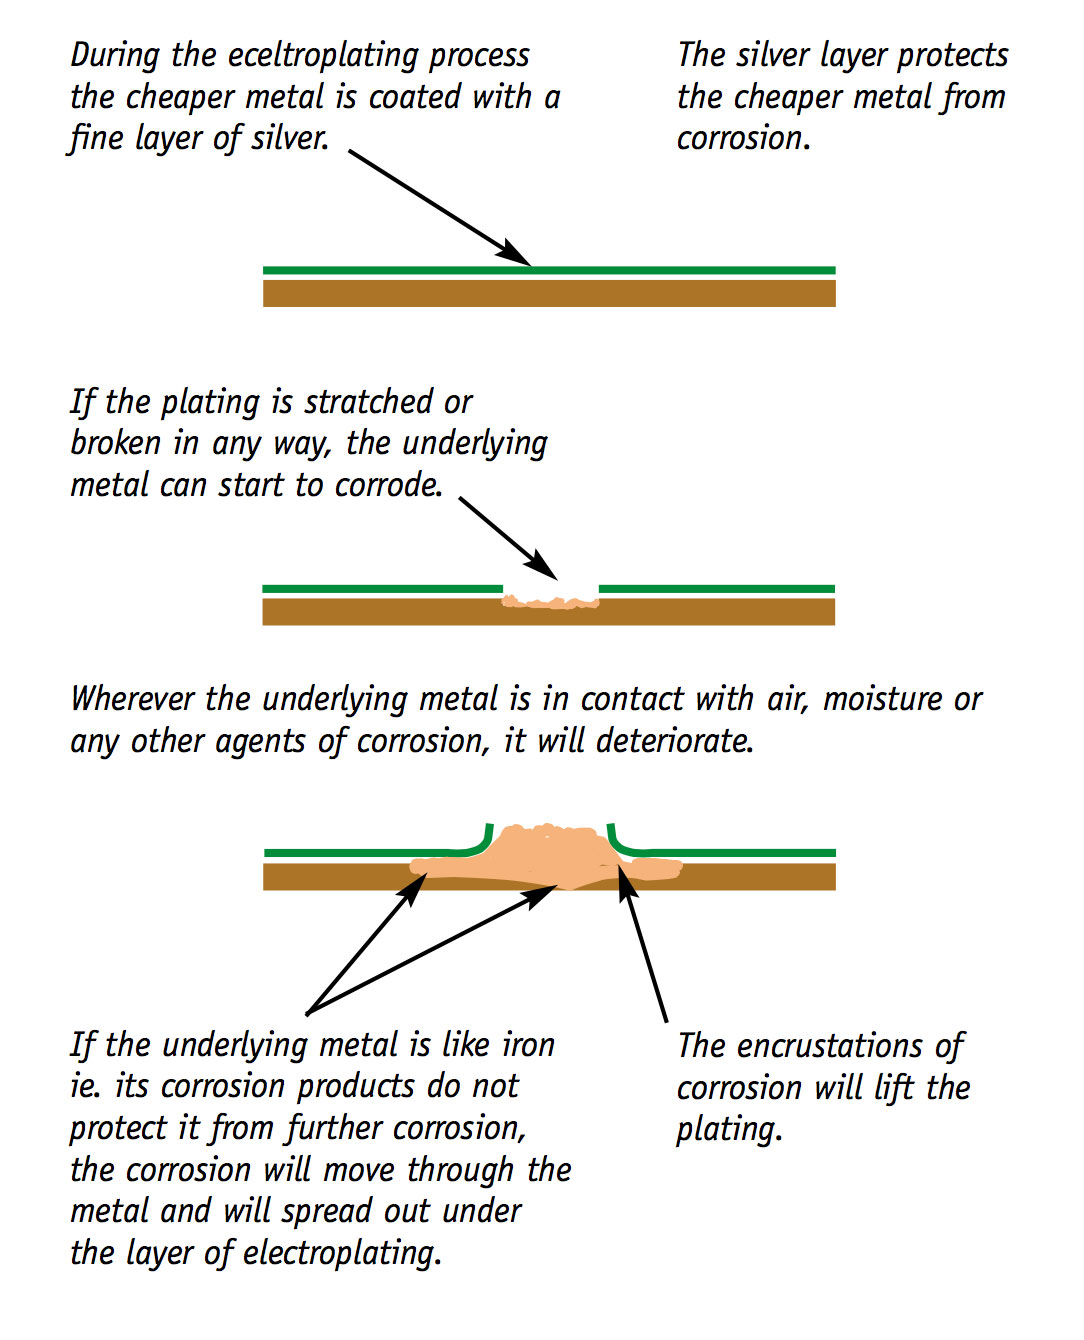 During the eceltroplating process
the cheaper metal is coated with a
fine layer of silver.
The silver layer protects
the cheaper metal from
corrosion.
If the plating is stratched or
broken in any way, the underlying
metal can start to corrode.
Wherever the underlying metal is in contact with air, moisture or
any other agents of corrosion, it will deteriorate.
If the underlying metal is like iron
ie. its corrosion products do not
protect it from further corrosion,
the corrosion will move through the
metal and will spread out under
the layer of electroplating.
The encrustations of
corrosion will lift the
plating.